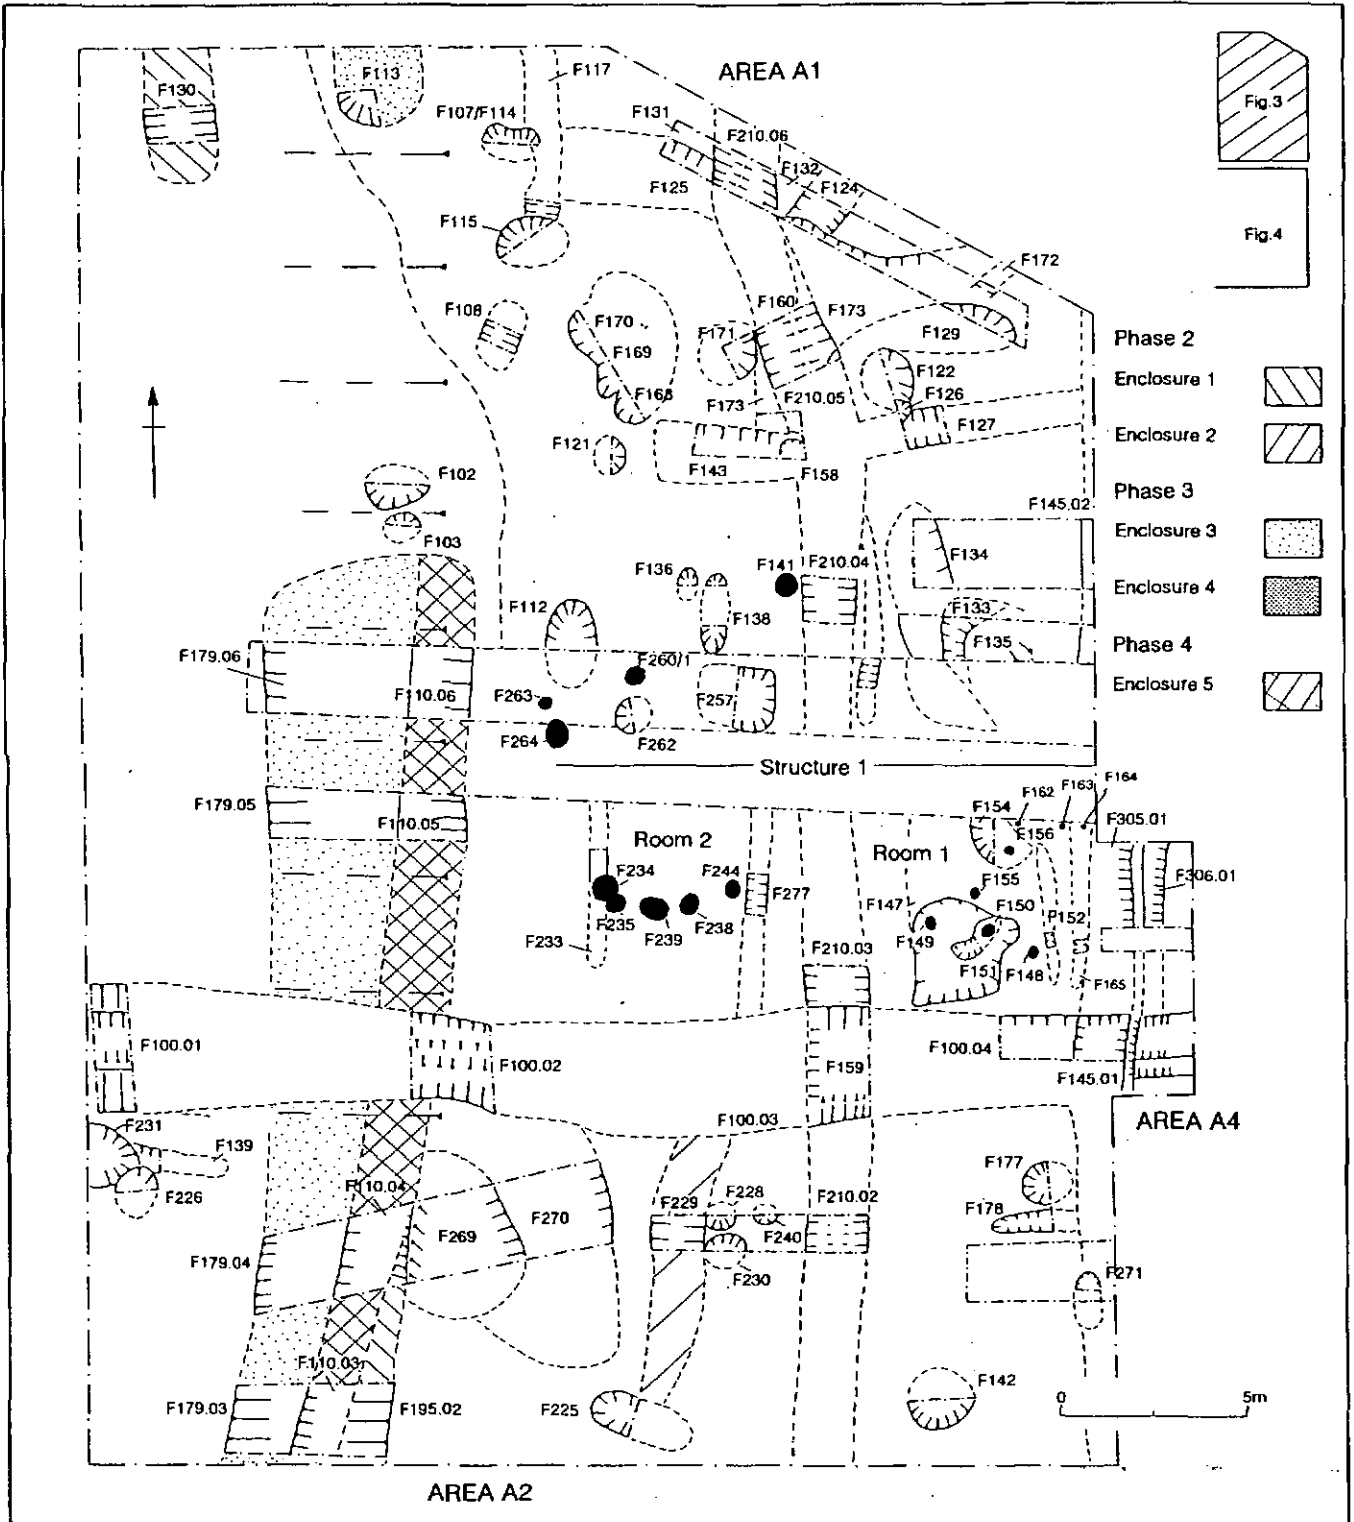 AREA A1
F117
F113
F130
F107/F114
F131
F210.06
F132
F124
F125
F115
F172
F108
F170
F169
F168
F171
F160
F173
F129
F122
F126
F173
F210.05
F127
F121
F143
F158
F102
F103
F145.02
F134
F136
F141
F210.04
F112
F138
F133
F135
F179.06
F110.06
F260/1
F263
F257
F264
F262
Structure 1
F179.05
F110.05
Room 2
Room 1
F154
F162
F163
F164
F156
F305.01
F234
F244
F277
F155
F306.01
F147
F150
F152
F235
F239
F238
F149
F233
F210.03
F151
F148
F165
F100.01
F100.02
F159
F100.04
F145.01
F100.03
AREA A4
F231
F139
F226
F110.04
F177
F229
F228
F210.02
F178
F269
F270
F240
F179.04
F230
F271
F110.03
F142
F179.03
F195.02
F225
0 5m
AREA A2
Fig.3
Fig.4
Phase 2
Enclosure 1
Enclosure 2
Phase 3
Enclosure 3
Enclosure 4
Phase 4
Enclosure 5